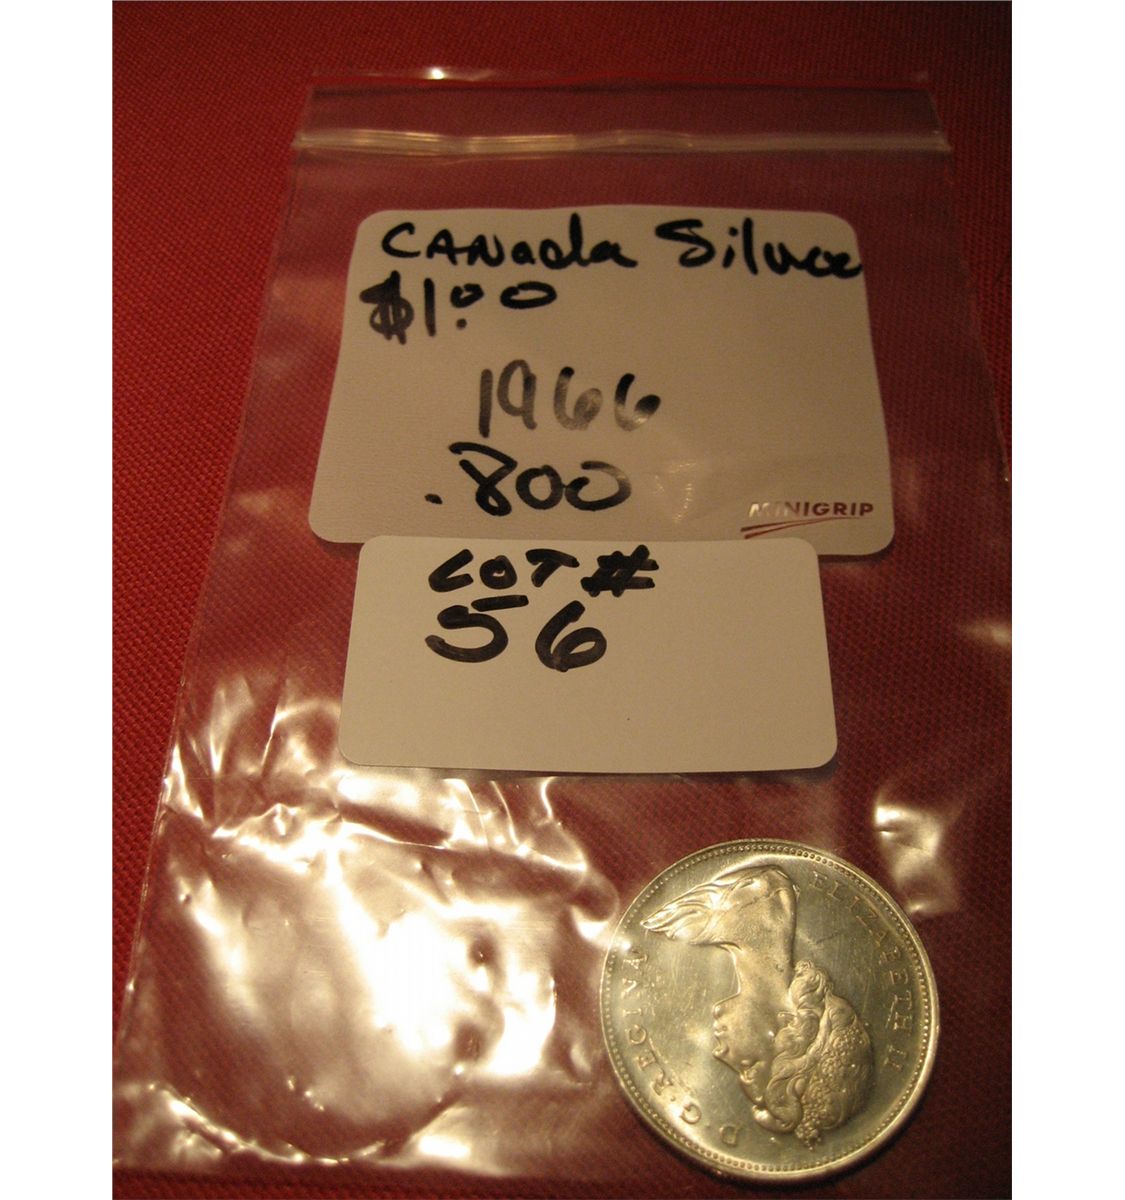 CANada Silver
$1.00
1966
.800
MINIGRIP
LOT #
56
ELIZABETH II D·G·REGINA